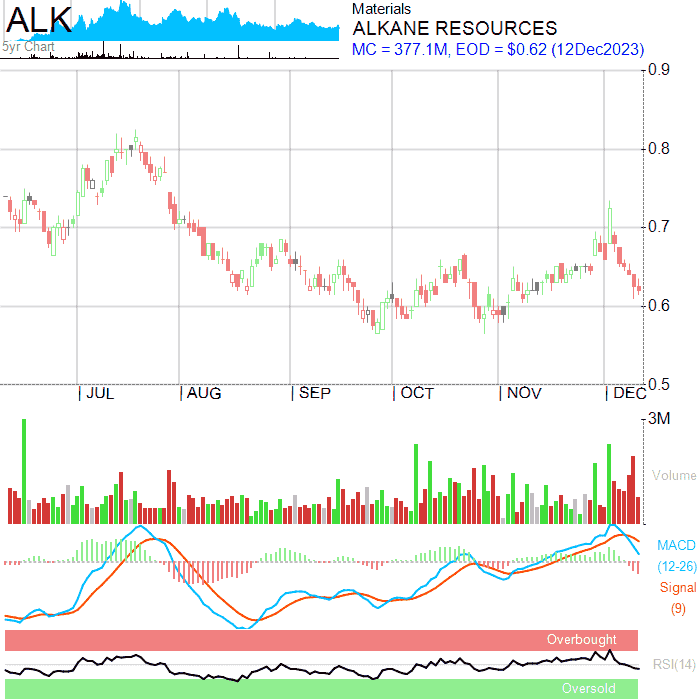 ALK
5yr Chart
Materials
ALKANE RESOURCES
MC = 377.1M, EOD = $0.62 (12Dec2023)
0.9
0.8
0.7
0.6
0.5
JUL AUG SEP OCT NOV DEC
3M
Volume
MACD
(12-26)
Signal
(9)
Overbought
RSI(14)
Oversold